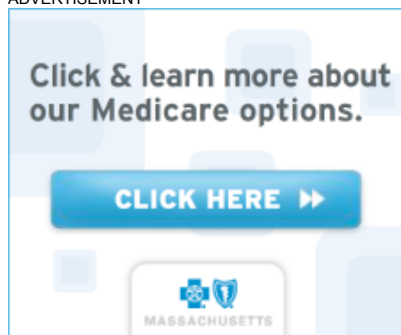 ADVERTISEMENT
Click & learn more about
our Medicare options.
CLICK HERE
MASSACHUSETTS